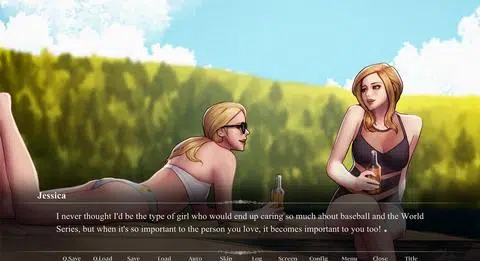 Jessica
I never thought I'd be the type of girl who would end up caring so much about baseball and the World
Series, but when it's so important to the person you love, it becomes important to you too!
Q.Save Q.Load Save Load Auto Skip Log Screen Config Menu Close Title